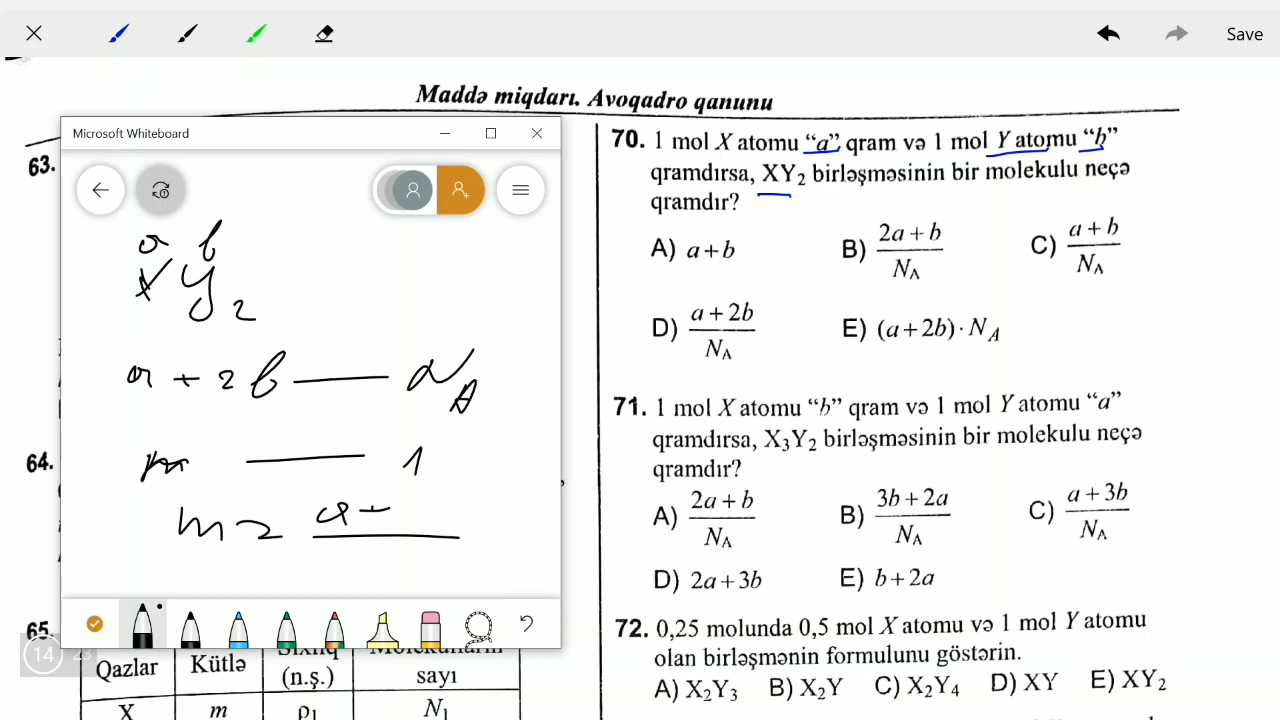 Save
Maddə miqdarı. Avoqadro qanunu
63.
64.
65.
Microsoft Whiteboard
a b
XY2
a + 2b — NA
m — 1
m = a +
14 23
Qazlar Kütlə (n.ş.) sayı
X m ρ1 N1
70. 1 mol X atomu “a” qram və 1 mol Y atomu “b”
qramdırsa, XY2 birləşməsinin bir molekulu neçə
qramdır?
A) a + b B) 2a + b / NA C) a + b / NA
D) a + 2b / NA E) (a + 2b) · NA
71. 1 mol X atomu “b” qram və 1 mol Y atomu “a”
qramdırsa, X3Y2 birləşməsinin bir molekulu neçə
qramdır?
A) 2a + b / NA B) 3b + 2a / NA C) a + 3b / NA
D) 2a + 3b E) b + 2a
72. 0,25 molunda 0,5 mol X atomu və 1 mol Y atomu
olan birləşmənin formulunu göstərin.
A) X2Y3 B) X2Y C) X2Y4 D) XY E) XY2